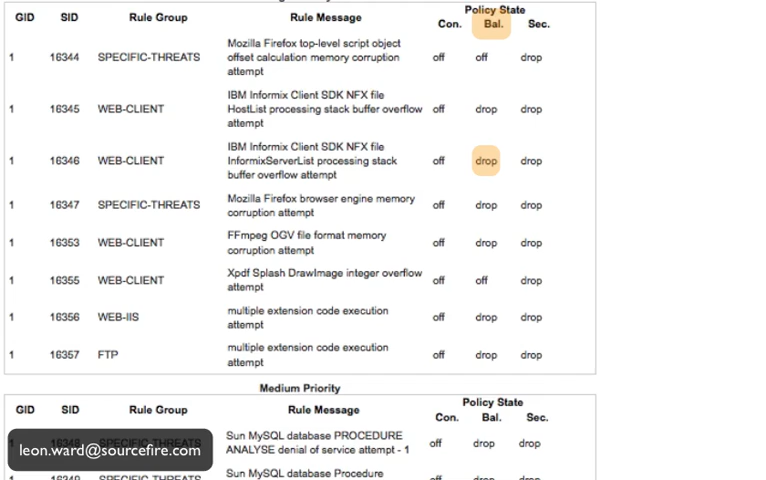 Policy State
GID SID Rule Group Rule Message Con. Bal. Sec.
Mozilla Firefox top-level script object
1 16344 SPECIFIC-THREATS offset calculation memory corruption off off drop
attempt
IBM Informix Client SDK NFX file
1 16345 WEB-CLIENT HostList processing stack buffer overflow off drop drop
attempt
IBM Informix Client SDK NFX file
1 16346 WEB-CLIENT InformixServerList processing stack off drop drop
buffer overflow attempt
1 16347 SPECIFIC-THREATS Mozilla Firefox browser engine memory off drop drop
corruption attempt
1 16353 WEB-CLIENT FFmpeg OGV file format memory off drop drop
corruption attempt
1 16355 WEB-CLIENT Xpdf Splash DrawImage integer overflow off off drop
attempt
1 16356 WEB-IIS multiple extension code execution off drop drop
attempt
1 16357 FTP multiple extension code execution off drop drop
attempt
Medium Priority
Policy State
GID SID Rule Group Rule Message Con. Bal. Sec.
1 16348 SPECIFIC-THREATS Sun MySQL database PROCEDURE off drop drop
ANALYSE denial of service attempt - 1
leon.ward@sourcefire.com
Sun MySQL database Procedure